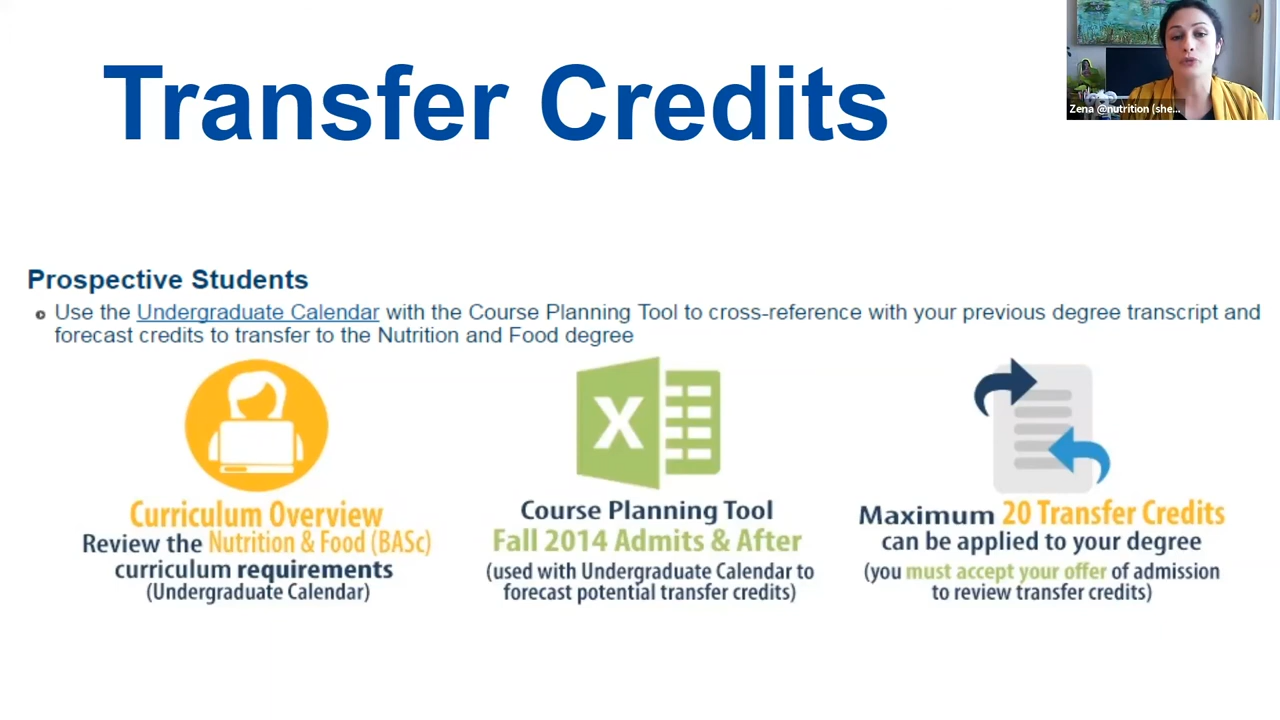 Transfer Credits
Zena @nutrition (she...
Prospective Students
Use the Undergraduate Calendar with the Course Planning Tool to cross-reference with your previous degree transcript and
forecast credits to transfer to the Nutrition and Food degree
X
Curriculum Overview
Review the Nutrition & Food (BASc)
curriculum requirements
(Undergraduate Calendar)
Course Planning Tool
Fall 2014 Admits & After
(used with Undergraduate Calendar to
forecast potential transfer credits)
Maximum 20 Transfer Credits
can be applied to your degree
(you must accept your offer of admission
to review transfer credits)